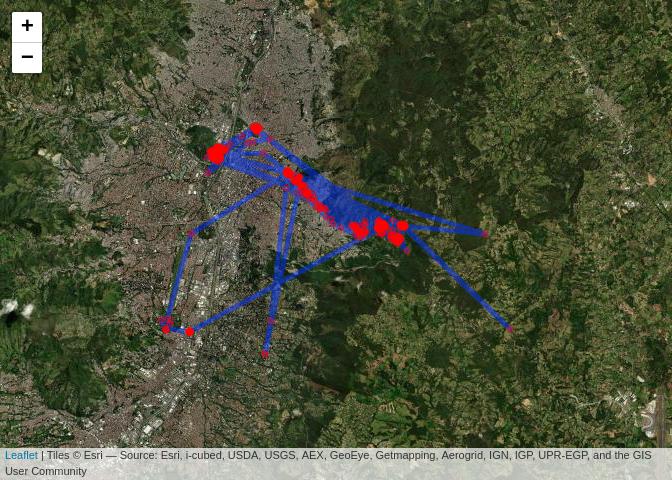 +
−
Leaflet | Tiles © Esri — Source: Esri, i-cubed, USDA, USGS, AEX, GeoEye, Getmapping, Aerogrid, IGN, IGP, UPR-EGP, and the GIS
User Community